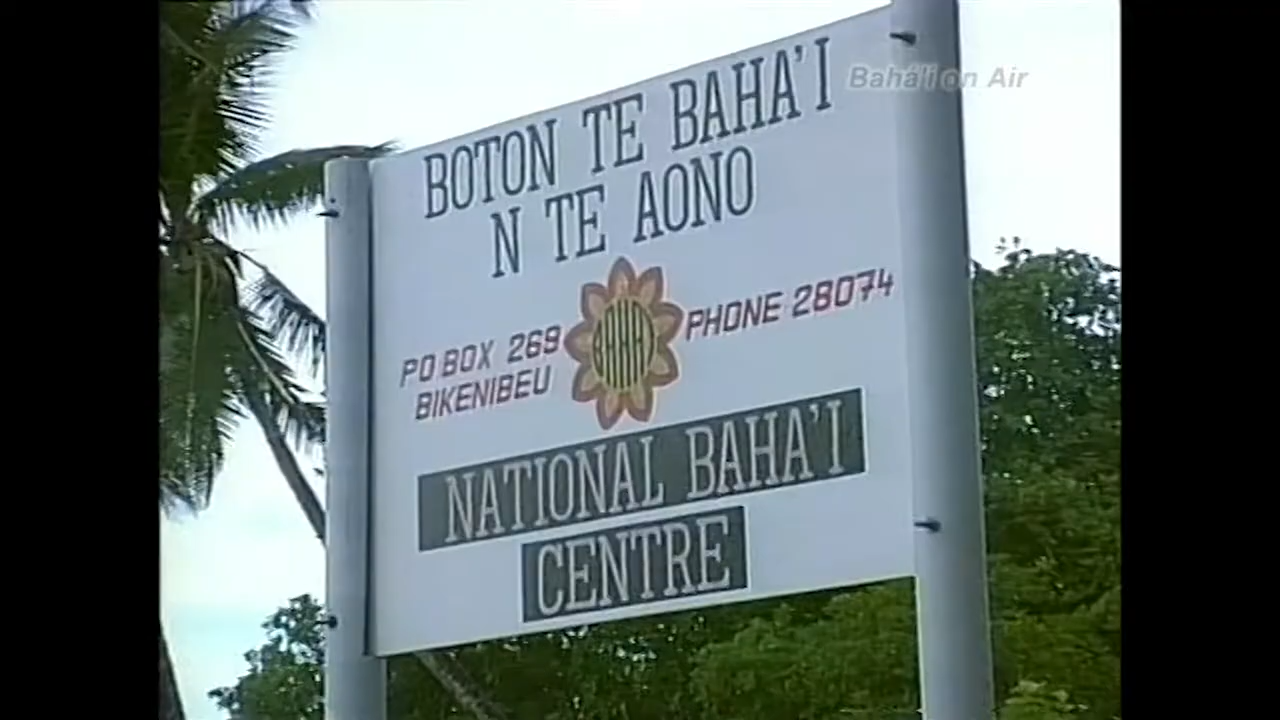 Bahá'í on Air
BOTON TE BAHA'I
N TE AONO
PO BOX 269
BIKENIBEU
PHONE 28074
NATIONAL BAHA'I
CENTRE